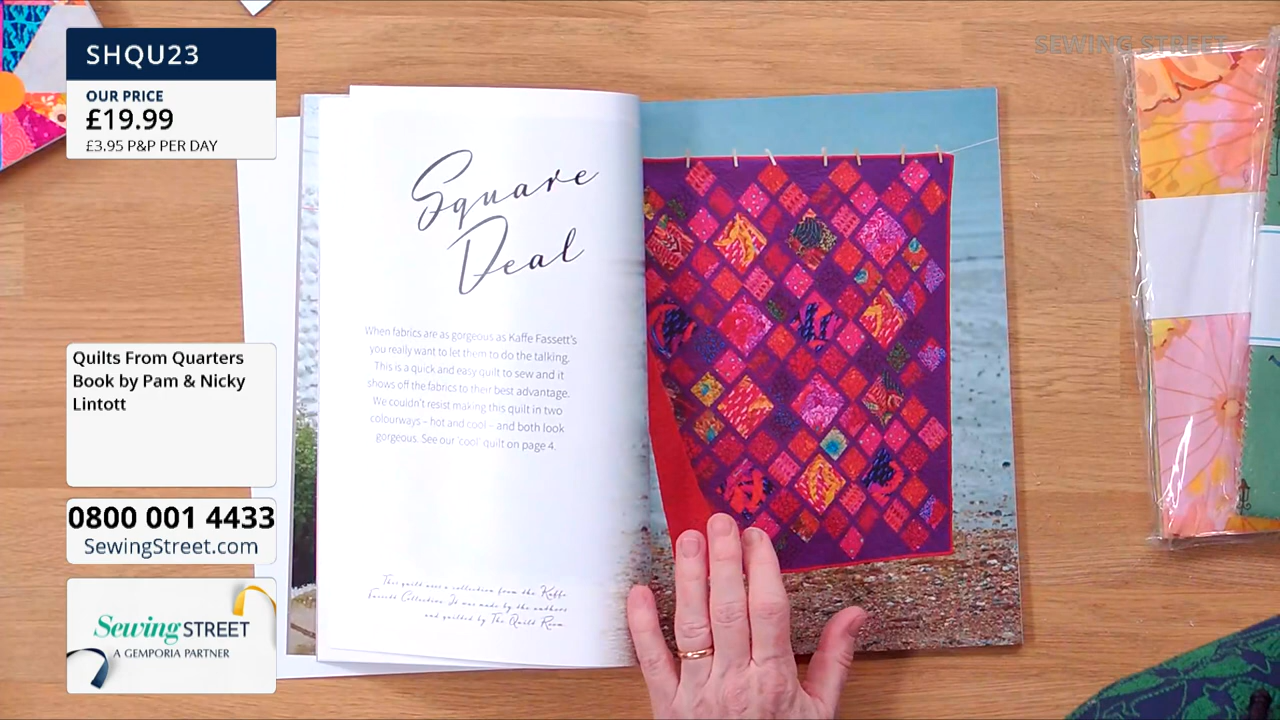 SHQU23
OUR PRICE
£19.99
£3.95 P&P PER DAY
Quilts From Quarters
Book by Pam & Nicky
Lintott
0800 001 4433
SewingStreet.com
Sewing STREET
A GEMPORIA PARTNER
SEWING STREET
Square
Deal
When fabrics are as gorgeous as Kaffe Fassett's
you really want to let them to do the talking.
This is a quick and easy quilt to sew and it
shows off the fabrics to their best advantage.
We couldn't resist making this quilt in two
colourways – hot and cool – and both look
gorgeous. See our 'cool' quilt on page 4.
This quilt uses a collection from the Kaffe
Fassett Collective. It was made by the authors
and quilted by The Quilt Room.